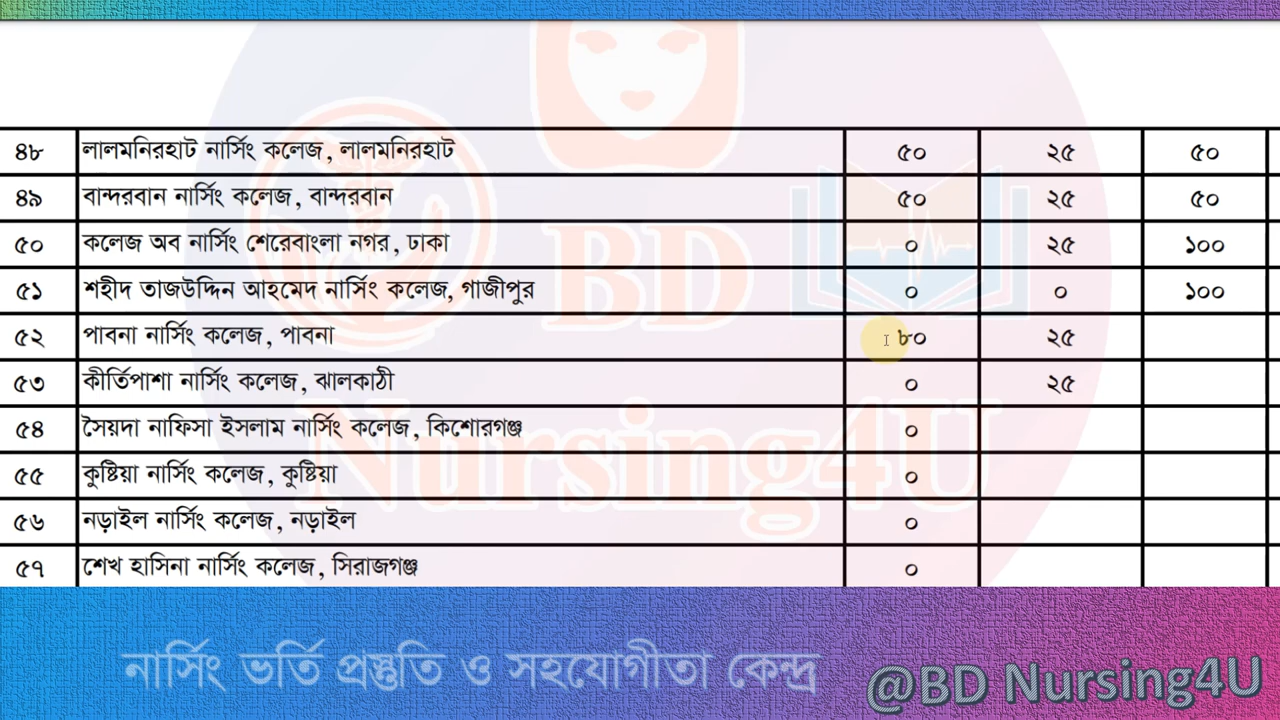 ৪৮ লালমনিরহাট নার্সিং কলেজ, লালমনিরহাট ৫০ ২৫ ৫০
৪৯ বান্দরবান নার্সিং কলেজ, বান্দরবান ৫০ ২৫ ৫০
৫০ কলেজ অব নার্সিং শেরেবাংলা নগর, ঢাকা ০ ২৫ ১০০
৫১ শহীদ তাজউদ্দিন আহমেদ নার্সিং কলেজ, গাজীপুর ০ ০ ১০০
৫২ পাবনা নার্সিং কলেজ, পাবনা ৮০ ২৫
৫৩ কীর্তিপাশা নার্সিং কলেজ, ঝালকাঠী ০ ২৫
৫৪ সৈয়দা নাফিসা ইসলাম নার্সিং কলেজ, কিশোরগঞ্জ ০
৫৫ কুষ্টিয়া নার্সিং কলেজ, কুষ্টিয়া ০
৫৬ নড়াইল নার্সিং কলেজ, নড়াইল ০
৫৭ শেখ হাসিনা নার্সিং কলেজ, সিরাজগঞ্জ ০
BD
Nursing4U
নার্সিং ভর্তি প্রস্তুতি ও সহযোগীতা কেন্দ্র
@BD Nursing4U